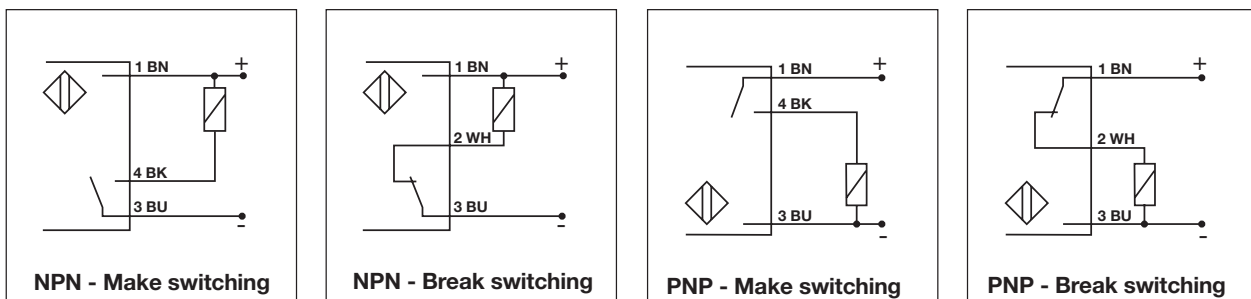 1 BN
+
4 BK
3 BU
-
NPN - Make switching
1 BN
+
2 WH
3 BU
-
NPN - Break switching
1 BN
+
4 BK
3 BU
-
PNP - Make switching
1 BN
+
2 WH
3 BU
-
PNP - Break switching